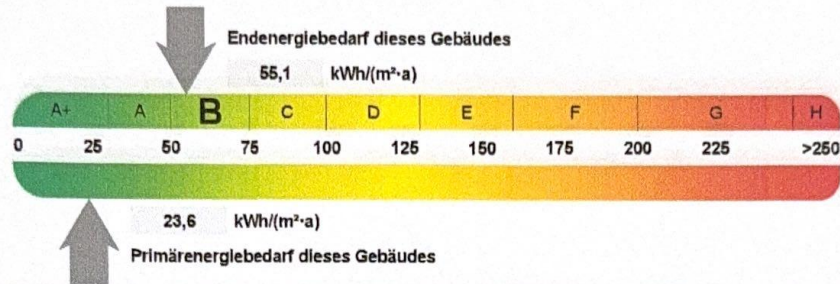 Endenergiebedarf dieses Gebäudes
55,1 kWh/(m²·a)
A+ A B C D E F G H
0 25 50 75 100 125 150 175 200 225 >250
23,6 kWh/(m²·a)
Primärenergiebedarf dieses Gebäudes